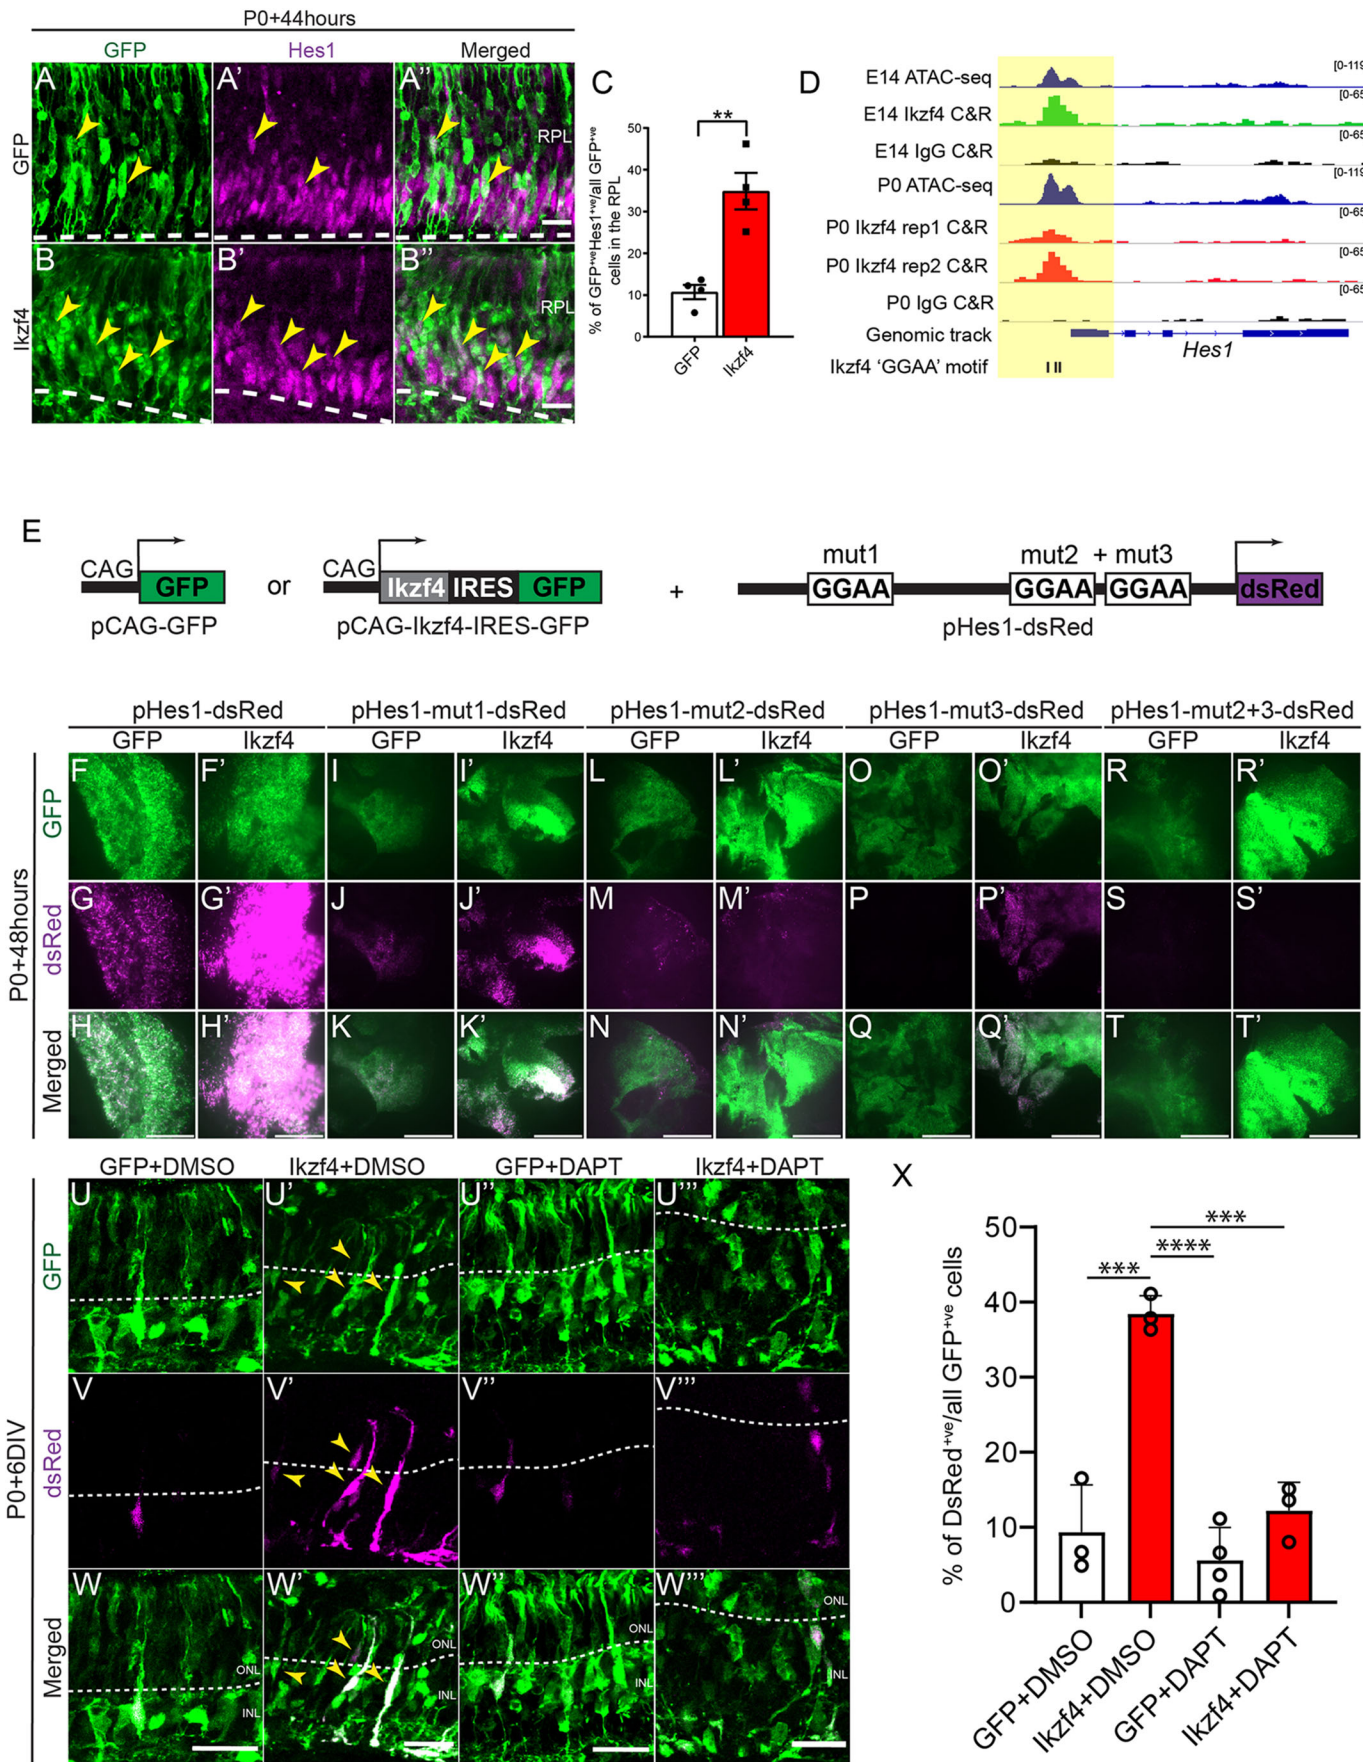 P0+44hours
GFP Hes1 Merged
GFP
A A' A" RPL
Ikzf4
B B' B" RPL
C
% of GFP+veHes1+ve/all GFP+ve
cells in the RPL
**
50
40
30
20
10
0
GFP Ikzf4
D
E14 ATAC-seq [0-119
E14 Ikzf4 C&R [0-65
E14 IgG C&R [0-65
P0 ATAC-seq [0-119
P0 Ikzf4 rep1 C&R [0-65
P0 Ikzf4 rep2 C&R [0-65
P0 IgG C&R [0-65
Genomic track Hes1
Ikzf4 'GGAA' motif
E
CAG GFP
pCAG-GFP
or
CAG Ikzf4 IRES GFP
pCAG-Ikzf4-IRES-GFP
+
mut1 mut2 + mut3
GGAA GGAA GGAA dsRed
pHes1-dsRed
pHes1-dsRed pHes1-mut1-dsRed pHes1-mut2-dsRed pHes1-mut3-dsRed pHes1-mut2+3-dsRed
GFP Ikzf4 GFP Ikzf4 GFP Ikzf4 GFP Ikzf4 GFP Ikzf4
P0+48hours
GFP
F F' I I' L L' O O' R R'
dsRed
G G' J J' M M' P P' S S'
Merged
H H' K K' N N' Q Q' T T'
GFP+DMSO Ikzf4+DMSO GFP+DAPT Ikzf4+DAPT
P0+6DIV
GFP
U U' U" U'"
dsRed
V V' V" V'"
Merged
W W' W" W'"
ONL ONL ONL ONL
INL INL INL INL
X
% of DsRed+ve/all GFP+ve cells
***
****
***
50
40
30
20
10
0
GFP+DMSO
Ikzf4+DMSO
GFP+DAPT
Ikzf4+DAPT